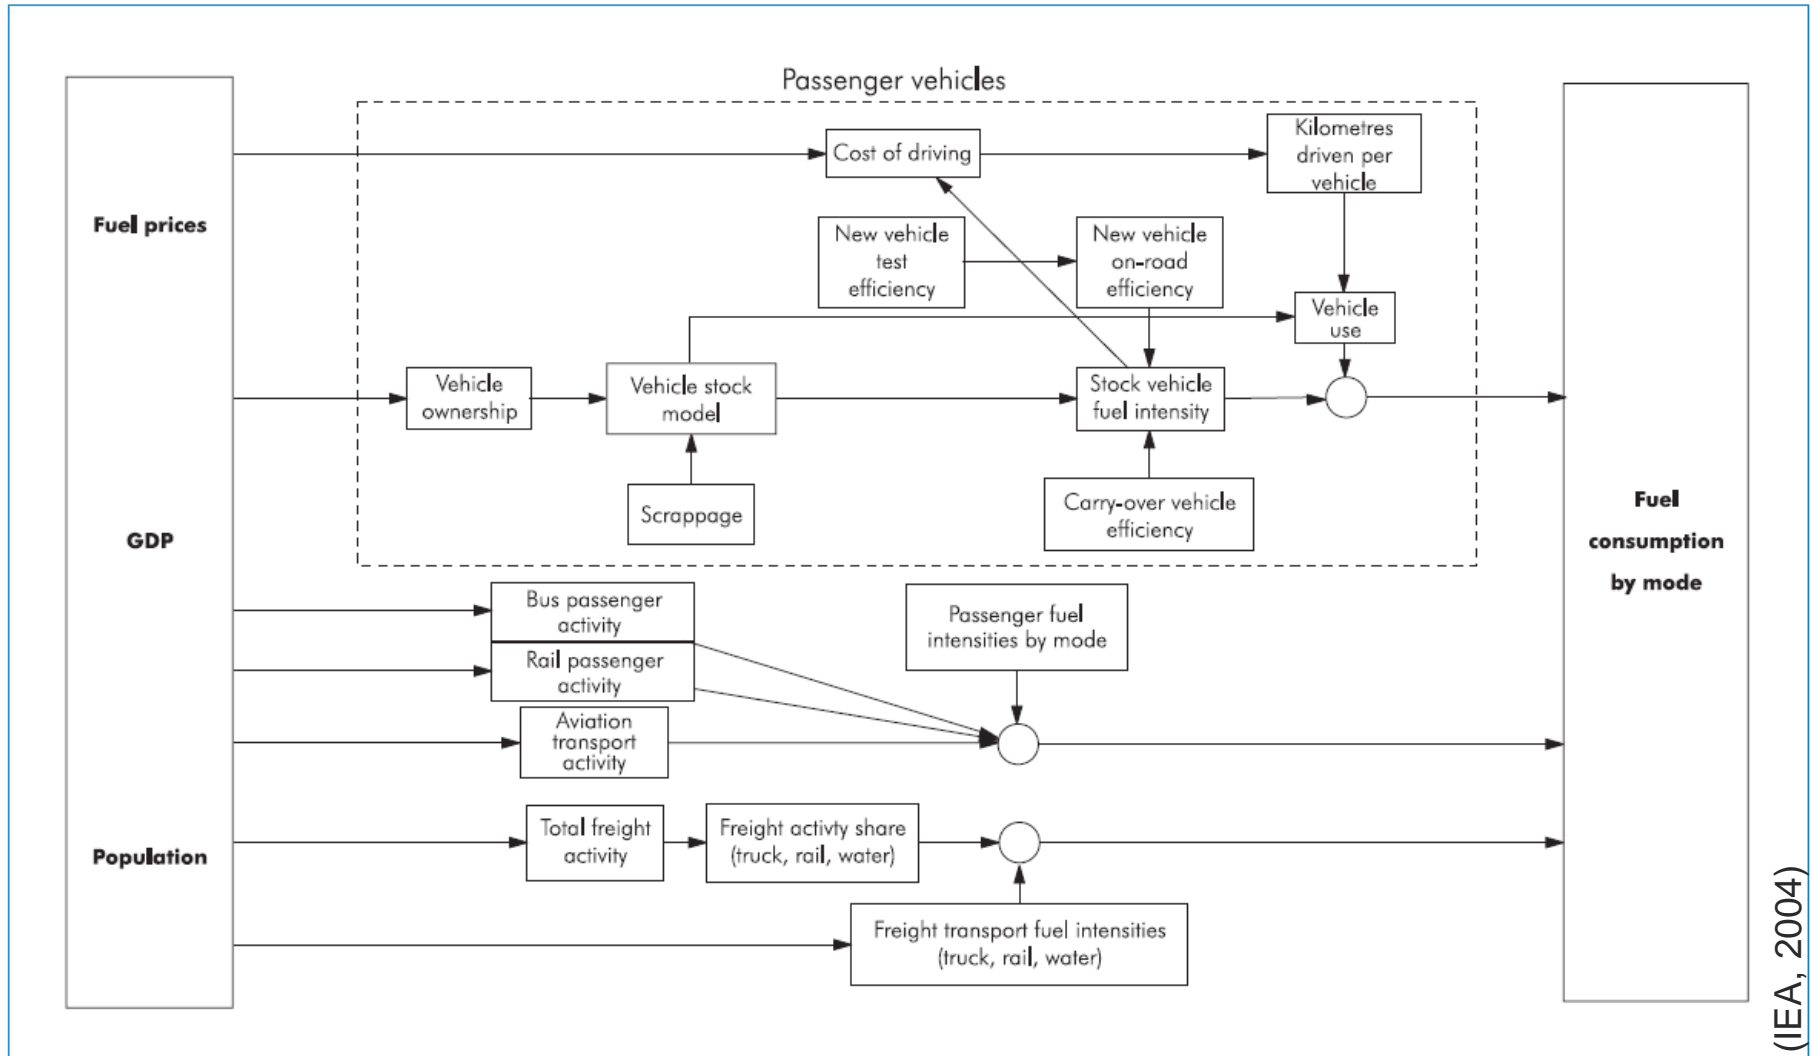 Passenger vehicles
Fuel prices
GDP
Population
Cost of driving
Kilometres
driven per
vehicle
New vehicle
test
efficiency
New vehicle
on-road
efficiency
Vehicle
use
Vehicle
ownership
Vehicle stock
model
Stock vehicle
fuel intensity
Scrappage
Carry-over vehicle
efficiency
Bus passenger
activity
Rail passenger
activity
Aviation
transport
activity
Passenger fuel
intensities by mode
Total freight
activity
Freight activty share
(truck, rail, water)
Freight transport fuel intensities
(truck, rail, water)
Fuel
consumption
by mode
(IEA, 2004)